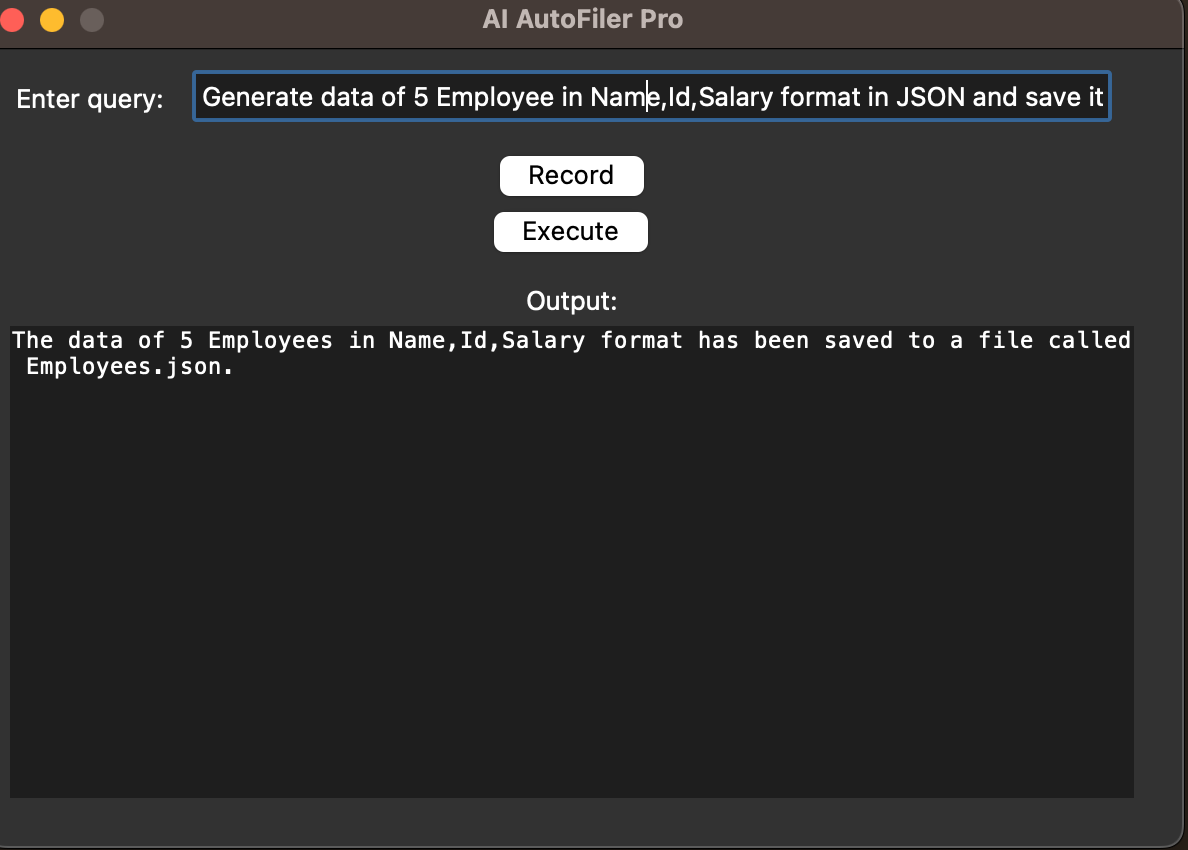 AI AutoFiler Pro
Enter query: Generate data of 5 Employee in Name,Id,Salary format in JSON and save it
Record
Execute
Output:
The data of 5 Employees in Name,Id,Salary format has been saved to a file called
Employees.json.